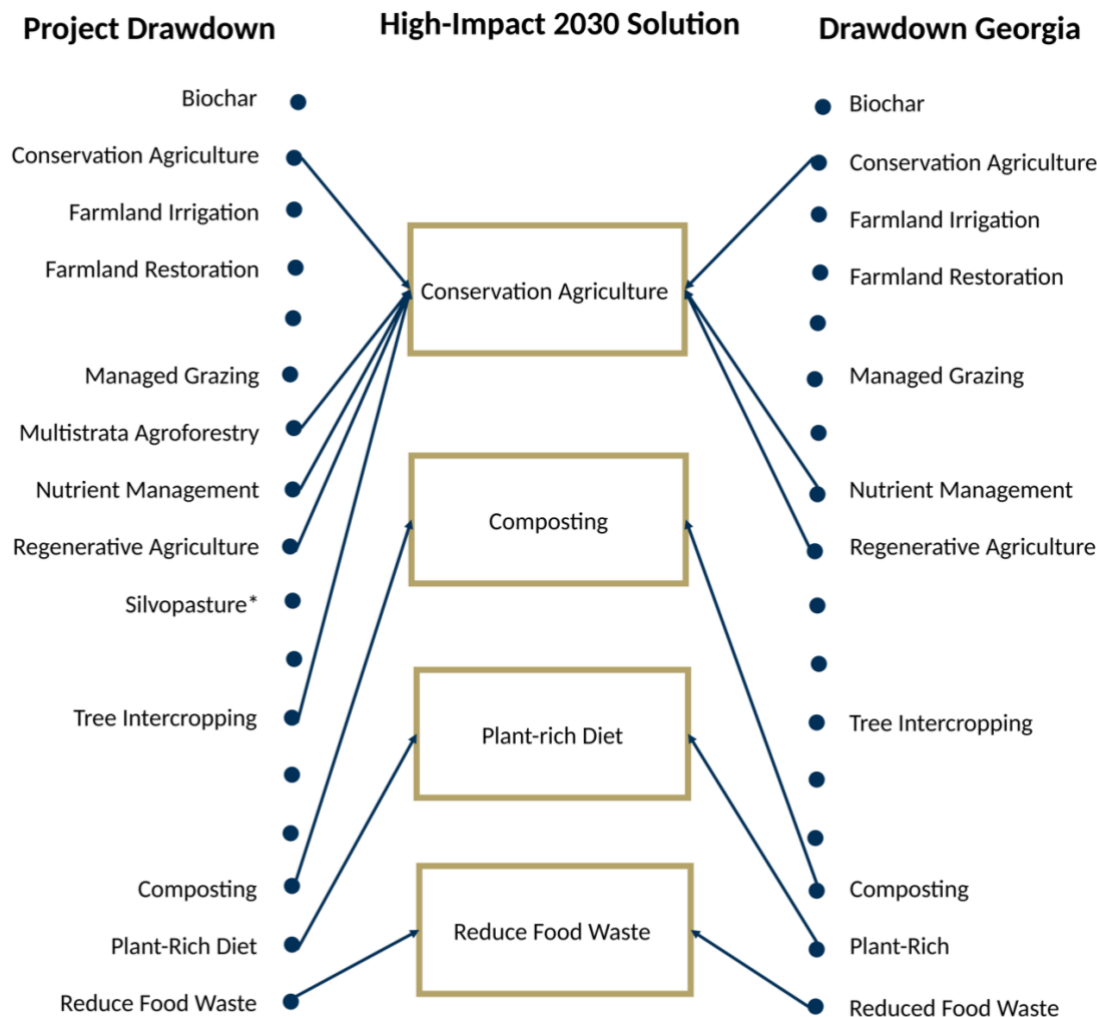 Project Drawdown
High-Impact 2030 Solution
Drawdown Georgia
Biochar
Conservation Agriculture
Farmland Irrigation
Farmland Restoration
Managed Grazing
Multistrata Agroforestry
Nutrient Management
Regenerative Agriculture
Silvopasture*
Tree Intercropping
Composting
Plant-Rich Diet
Reduce Food Waste
Conservation Agriculture
Composting
Plant-rich Diet
Reduce Food Waste
Biochar
Conservation Agriculture
Farmland Irrigation
Farmland Restoration
Managed Grazing
Nutrient Management
Regenerative Agriculture
Tree Intercropping
Composting
Plant-Rich
Reduced Food Waste